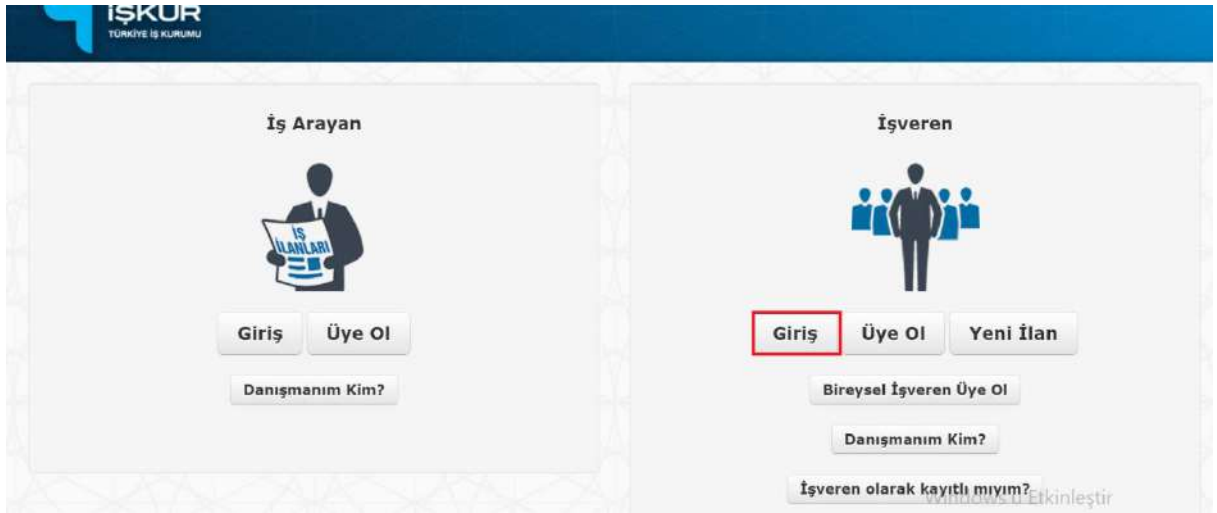 İŞKUR
TÜRKİYE İŞ KURUMU
İş Arayan
İŞ
İLANLARI
Giriş
Üye Ol
Danışmanım Kim?
İşveren
Giriş
Üye Ol
Yeni İlan
Bireysel İşveren Üye Ol
Danışmanım Kim?
İşveren olarak kayıtlı mıyım?
Windows'u Etkinleştir